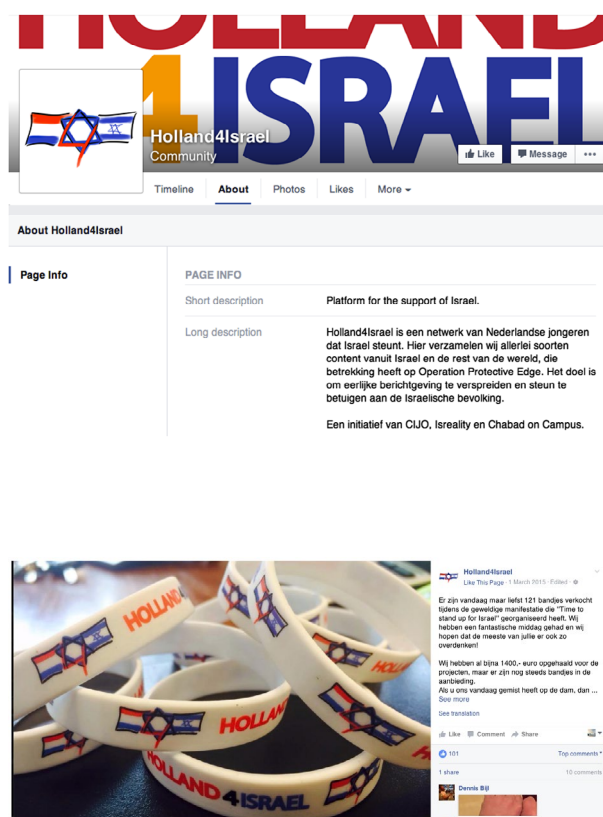 HOLLAND
4ISRAEL
Holland4Israel
Community
Like
Message
Timeline
About
Photos
Likes
More
About Holland4Israel
Page Info
PAGE INFO
Short description
Platform for the support of Israel.
Long description
Holland4Israel is een netwerk van Nederlandse jongeren
dat Israel steunt. Hier verzamelen wij allerlei soorten
content vanuit Israel en de rest van de wereld, die
betrekking heeft op Operation Protective Edge. Het doel is
om eerlijke berichtgeving te verspreiden en steun te
betuigen aan de Israelische bevolking.
Een initiatief van CIJO, Isreality en Chabad on Campus.
HOLLAN
HOLLAN
HOLLAND 4 ISRAEL
Holland4Israel
Like This Page · 1 March 2015 · Edited ·
Er zijn vandaag maar liefst 121 bandjes verkocht
tijdens de geweldige manifestatie die "Time to
stand up for Israel" georganiseerd heeft. Wij
hebben een fantastische middag gehad en wij
hopen dat de meeste van jullie er ook zo
overdenken!
Wij hebben al bijna 1400,- euro opgehaald voor de
projecten, maar er zijn nog steeds bandjes in de
aanbieding.
Als u ons vandaag gemist heeft op de dam, dan ...
See more
See translation
Like Comment Share
101
Top comments
1 share
10 comments
Dennis Bijl